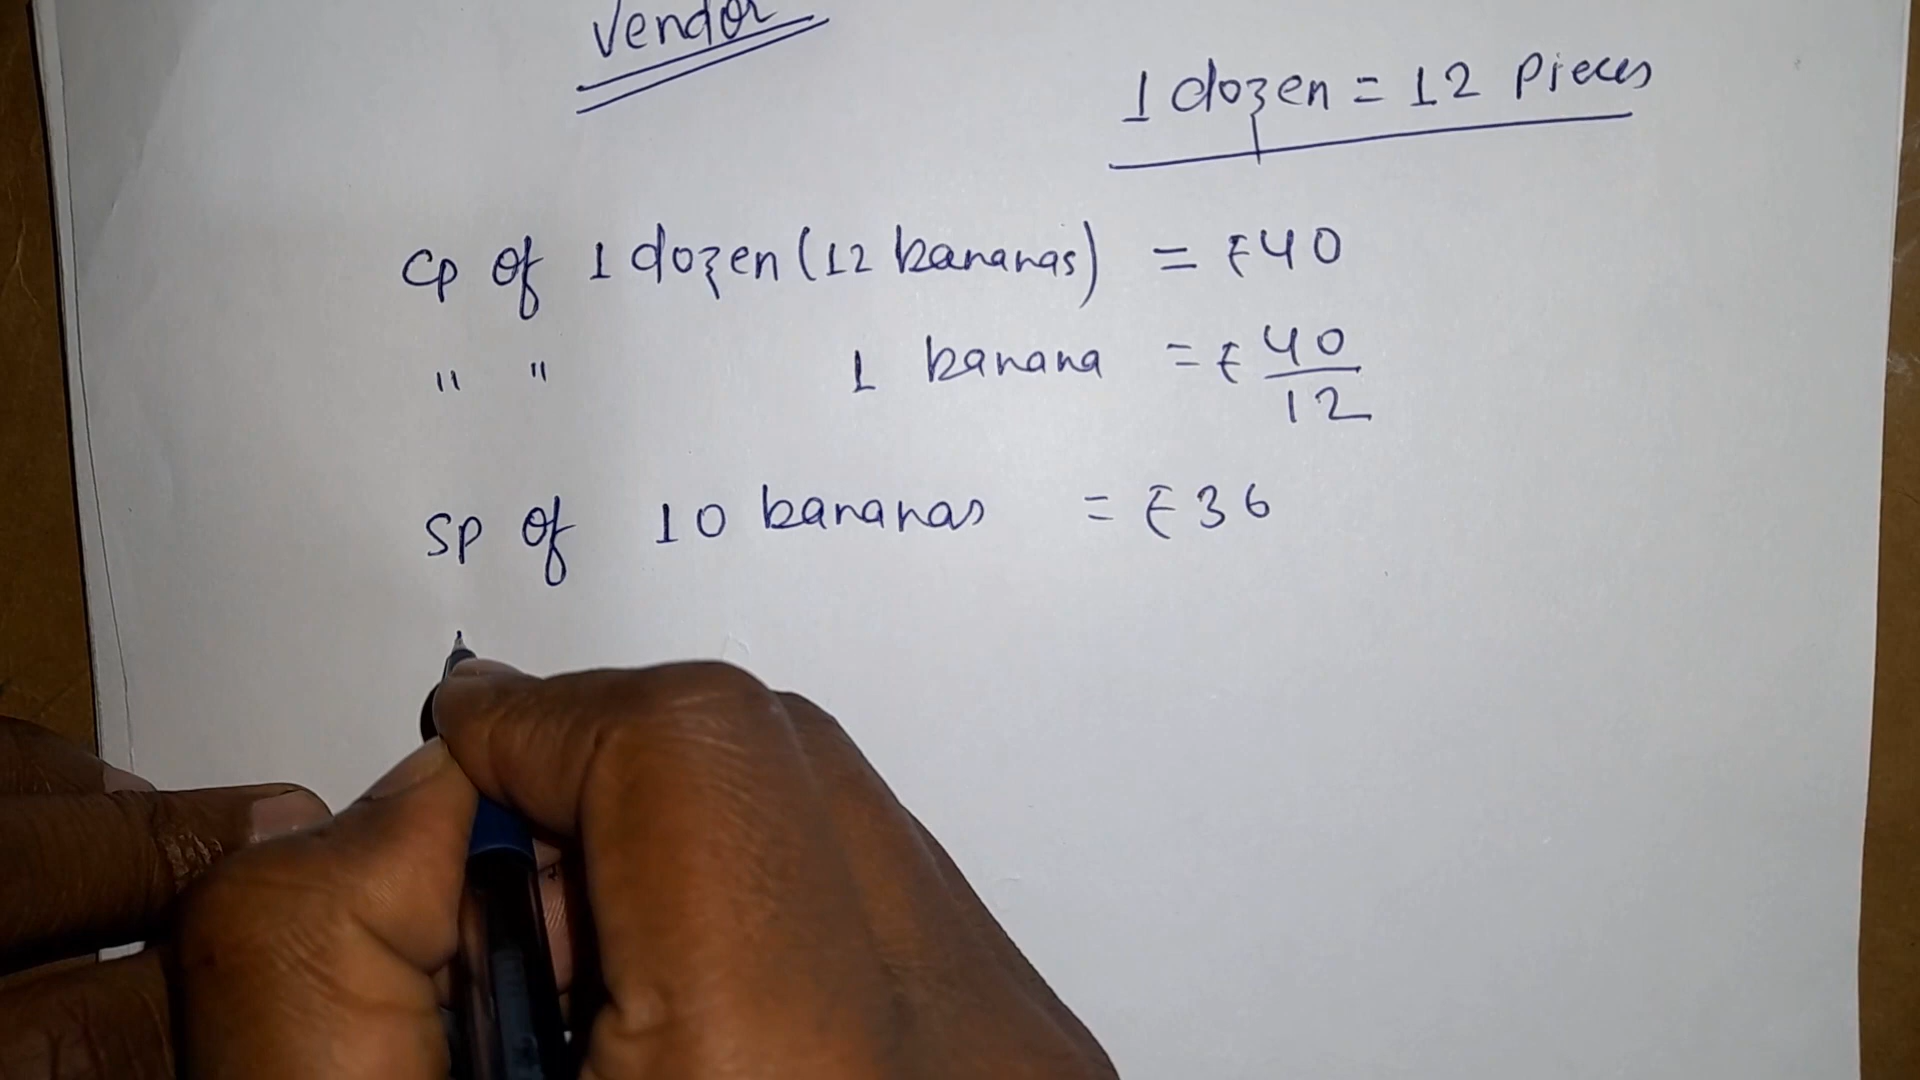 Vendor
1 dozen = 12 Pieces
CP of 1 dozen (12 bananas) = ₹40
" " 1 banana = ₹ 40/12
SP of 10 bananas = ₹36